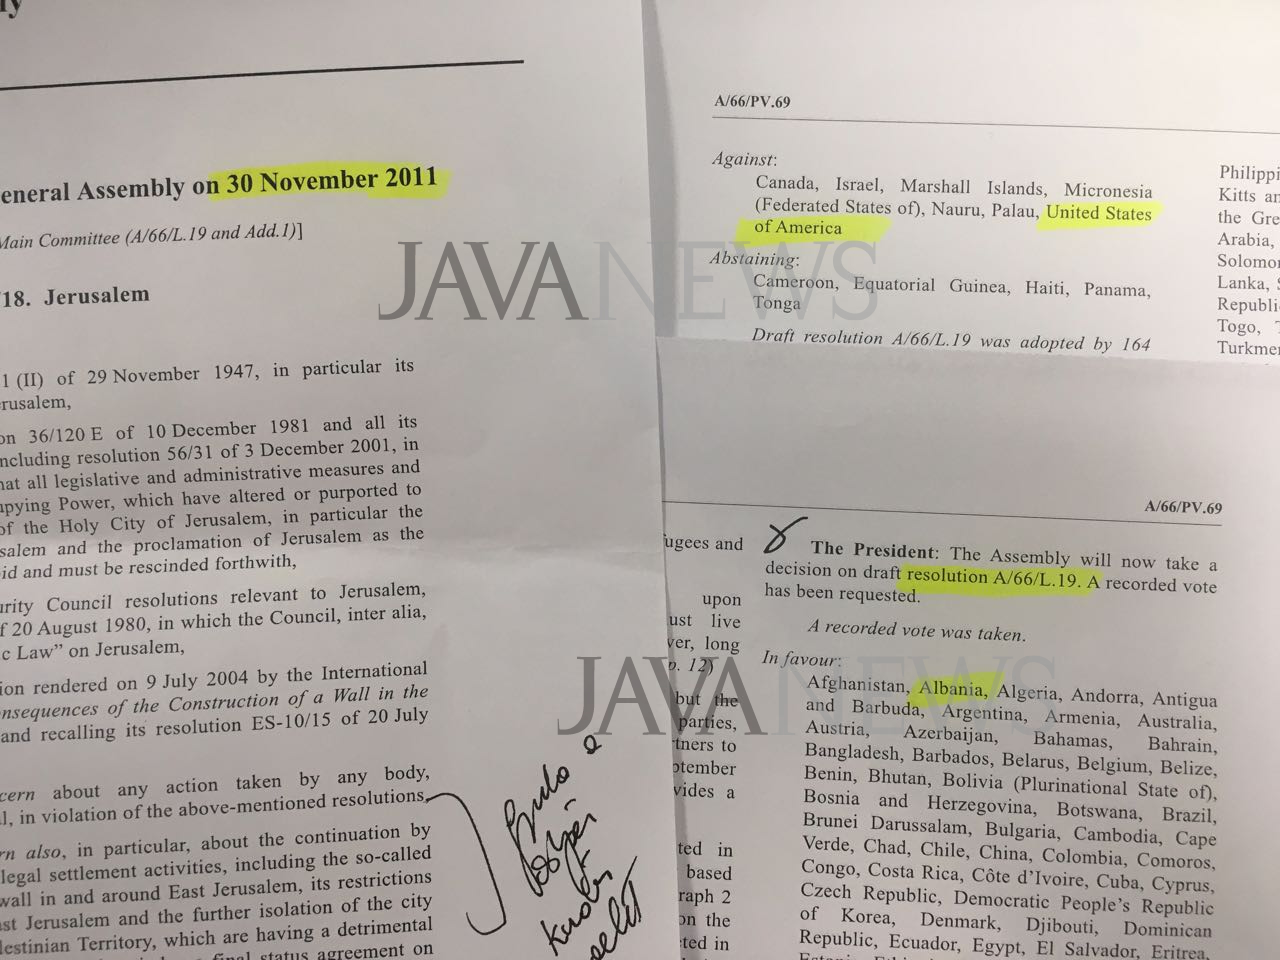 eneral Assembly on 30 November 2011
Main Committee (A/66/L.19 and Add.1)]
/18. Jerusalem
1 (II) of 29 November 1947, in particular its
erusalem,
on 36/120 E of 10 December 1981 and all its
ncluding resolution 56/31 of 3 December 2001, in
hat all legislative and administrative measures and
upying Power, which have altered or purported to
of the Holy City of Jerusalem, in particular the
salem and the proclamation of Jerusalem as the
id and must be rescinded forthwith,
urity Council resolutions relevant to Jerusalem,
f 20 August 1980, in which the Council, inter alia,
c Law” on Jerusalem,
ion rendered on 9 July 2004 by the International
nsequences of the Construction of a Wall in the
and recalling its resolution ES-10/15 of 20 July
cern about any action taken by any body,
l, in violation of the above-mentioned resolutions,
rn also, in particular, about the continuation by
legal settlement activities, including the so-called
wall in and around East Jerusalem, its restrictions
st Jerusalem and the further isolation of the city
lestinian Territory, which are having a detrimental
final status agreement on
A/66/PV.69
Against:
Canada, Israel, Marshall Islands, Micronesia
(Federated States of), Nauru, Palau, United States
of America
Abstaining:
Cameroon, Equatorial Guinea, Haiti, Panama,
Tonga
Draft resolution A/66/L.19 was adopted by 164
Philippi
Kitts an
the Gre
Arabia,
Solomon
Lanka, S
Republi
Togo, T
Turkmen
JAVANEWS
A/66/PV.69
ugees and
upon
ust live
ver, long
p. 12)
but the
parties,
tners to
ptember
vides a
ted in
based
raph 2
on the
ted in
The President: The Assembly will now take a
decision on draft resolution A/66/L.19. A recorded vote
has been requested.
A recorded vote was taken.
In favour:
Afghanistan, Albania, Algeria, Andorra, Antigua
and Barbuda, Argentina, Armenia, Australia,
Austria, Azerbaijan, Bahamas, Bahrain,
Bangladesh, Barbados, Belarus, Belgium, Belize,
Benin, Bhutan, Bolivia (Plurinational State of),
Bosnia and Herzegovina, Botswana, Brazil,
Brunei Darussalam, Bulgaria, Cambodia, Cape
Verde, Chad, Chile, China, Colombia, Comoros,
Congo, Costa Rica, Côte d’Ivoire, Cuba, Cyprus,
Czech Republic, Democratic People’s Republic
of Korea, Denmark, Djibouti, Dominican
Republic, Ecuador, Egypt, El Salvador, Eritrea,
JAVANEWS